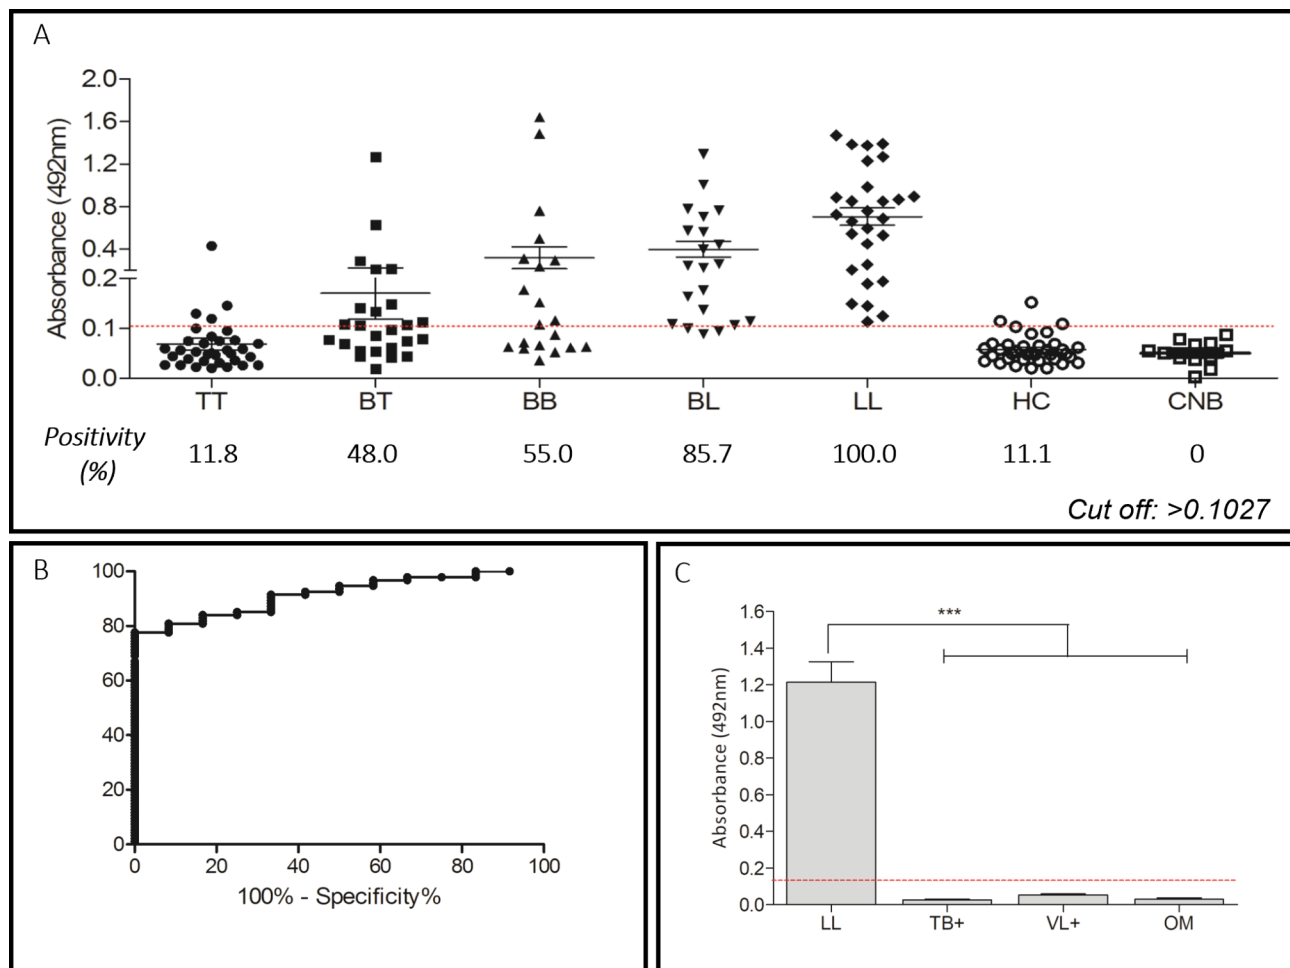 A
Absorbance (492nm)
2.0
1.6
1.2
0.8
0.4
0.2
0.1
0.0
TT BT BB BL LL HC CNB
Positivity
(%)
11.8 48.0 55.0 85.7 100.0 11.1 0
Cut off: >0.1027
B
100
80
60
40
20
0
0 20 40 60 80 100
100% - Specificity%
C
Absorbance (492nm)
1.6
1.4
1.2
1.0
0.8
0.6
0.4
0.2
0.0
***
LL TB+ VL+ OM